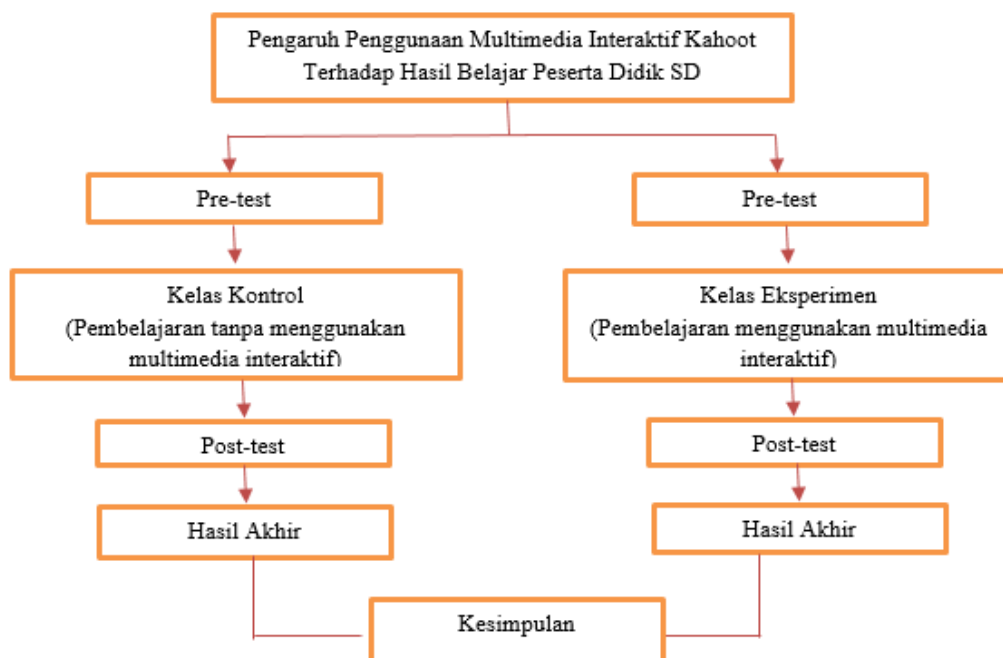 Pengaruh Penggunaan Multimedia Interaktif Kahoot
Terhadap Hasil Belajar Peserta Didik SD
Pre-test
Pre-test
Kelas Kontrol
(Pembelajaran tanpa menggunakan
multimedia interaktif)
Kelas Eksperimen
(Pembelajaran menggunakan multimedia
interaktif)
Post-test
Post-test
Hasil Akhir
Hasil Akhir
Kesimpulan